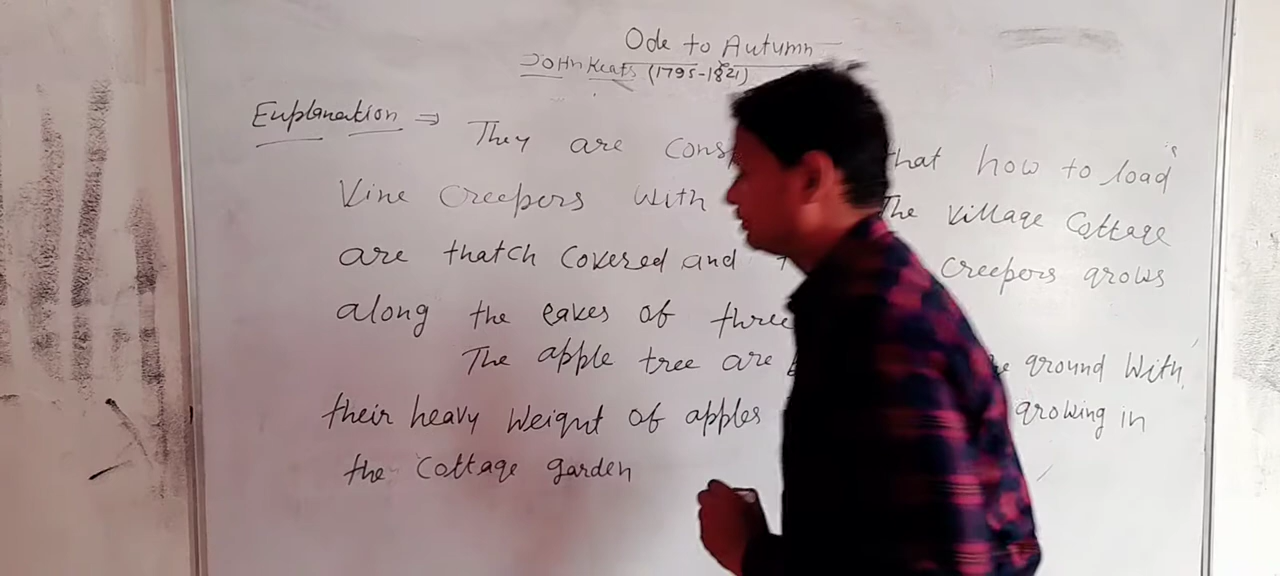 Ode to Autumn
JOHN Keats (1795-1821)
Explanation ⇒ They are that how to load
Vine Creepers with The Village Cottage
are thatch Covered and creepers grows
along the eakes of three
The apple tree are ground With
their heavy Weight of apples growing in
the Cottage garden